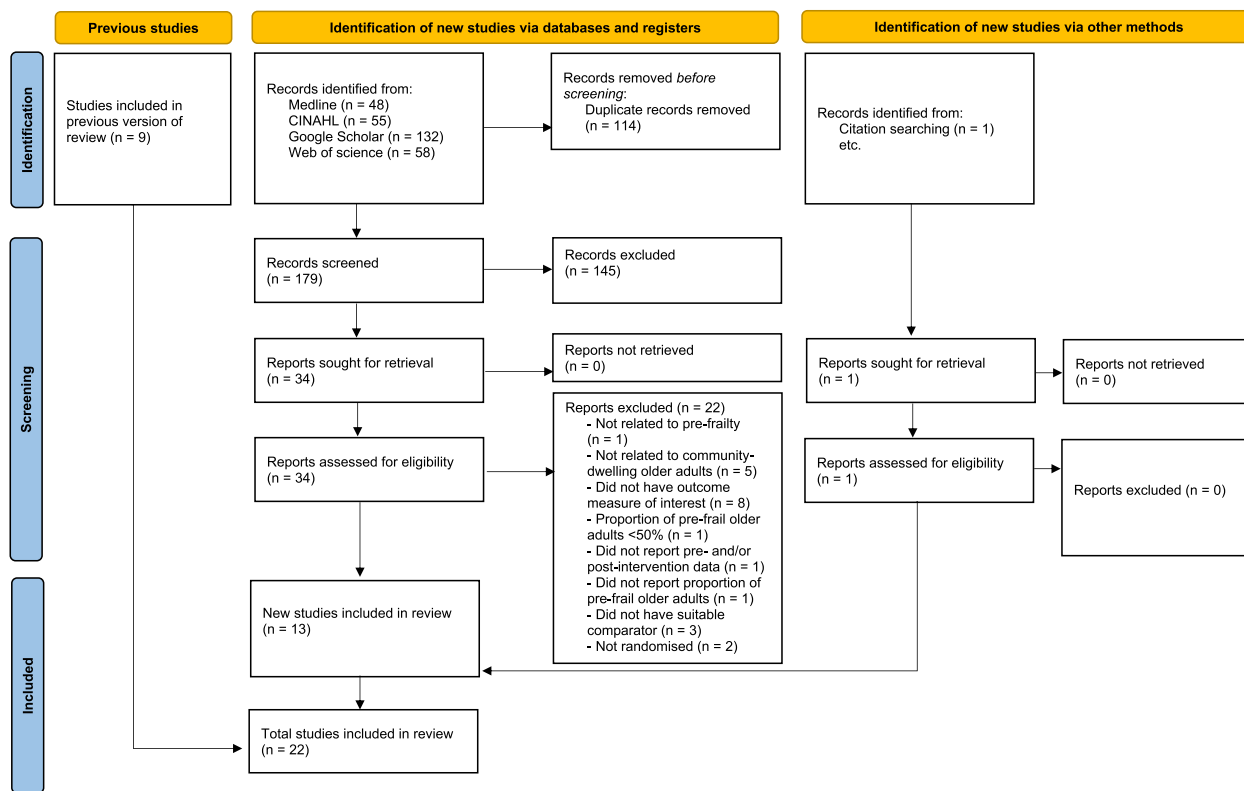 Previous studies
Identification of new studies via databases and registers
Identification of new studies via other methods
Identification
Studies included in
previous version of
review (n = 9)
Records identified from:
Medline (n = 48)
CINAHL (n = 55)
Google Scholar (n = 132)
Web of science (n = 58)
Records removed before
screening:
Duplicate records removed
(n = 114)
Records identified from:
Citation searching (n = 1)
etc.
Screening
Records screened
(n = 179)
Records excluded
(n = 145)
Reports sought for retrieval
(n = 34)
Reports not retrieved
(n = 0)
Reports sought for retrieval
(n = 1)
Reports not retrieved
(n = 0)
Reports assessed for eligibility
(n = 34)
Reports excluded (n = 22)
- Not related to pre-frailty
(n = 1)
- Not related to community-
dwelling older adults (n = 5)
- Did not have outcome
measure of interest (n = 8)
- Proportion of pre-frail older
adults <50% (n = 1)
- Did not report pre- and/or
post-intervention data (n = 1)
- Did not report proportion of
pre-frail older adults (n = 1)
- Did not have suitable
comparator (n = 3)
- Not randomised (n = 2)
Reports assessed for eligibility
(n = 1)
Reports excluded (n = 0)
Included
New studies included in review
(n = 13)
Total studies included in review
(n = 22)